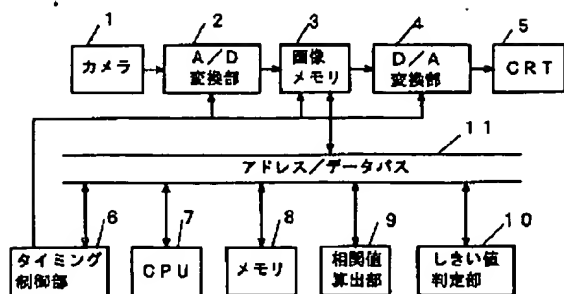 1
2
3
4
5
カメラ
A/D
変換部
画像
メモリ
D/A
変換部
CRT
11
アドレス/データバス
6
7
8
9
10
タイミング
制御部
CPU
メモリ
相関値
算出部
しきい値
判定部